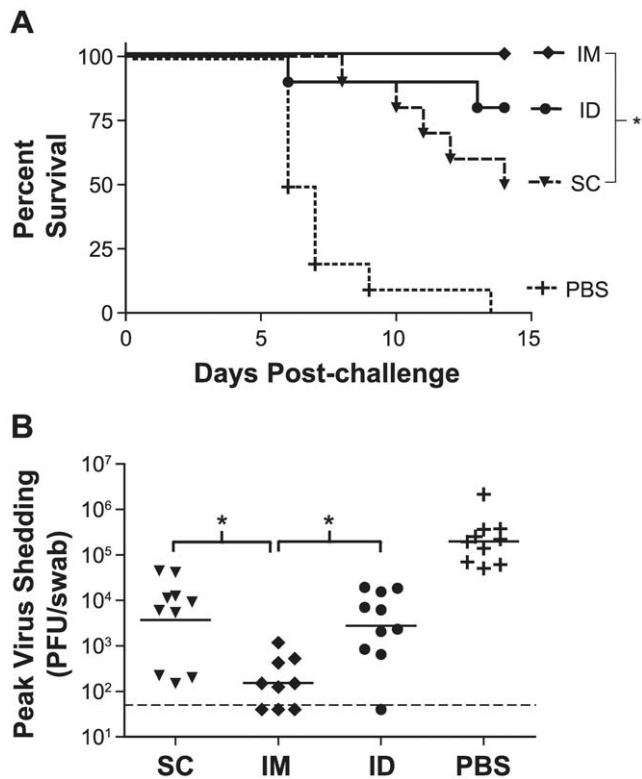 A
100
75
50
25
0
Percent
Survival
0 5 10 15
Days Post-challenge
IM
ID
SC
PBS
*
B
Peak Virus Shedding
(PFU/swab)
10⁷
10⁶
10⁵
10⁴
10³
10²
10¹
* *
SC IM ID PBS